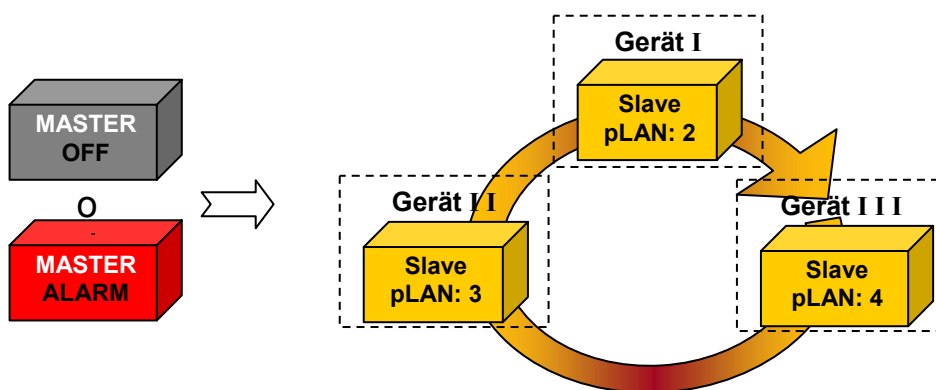 MASTER
OFF
O
MASTER
ALARM
Gerät I
Slave
pLAN: 2
Gerät I I
Slave
pLAN: 3
Gerät I I I
Slave
pLAN: 4